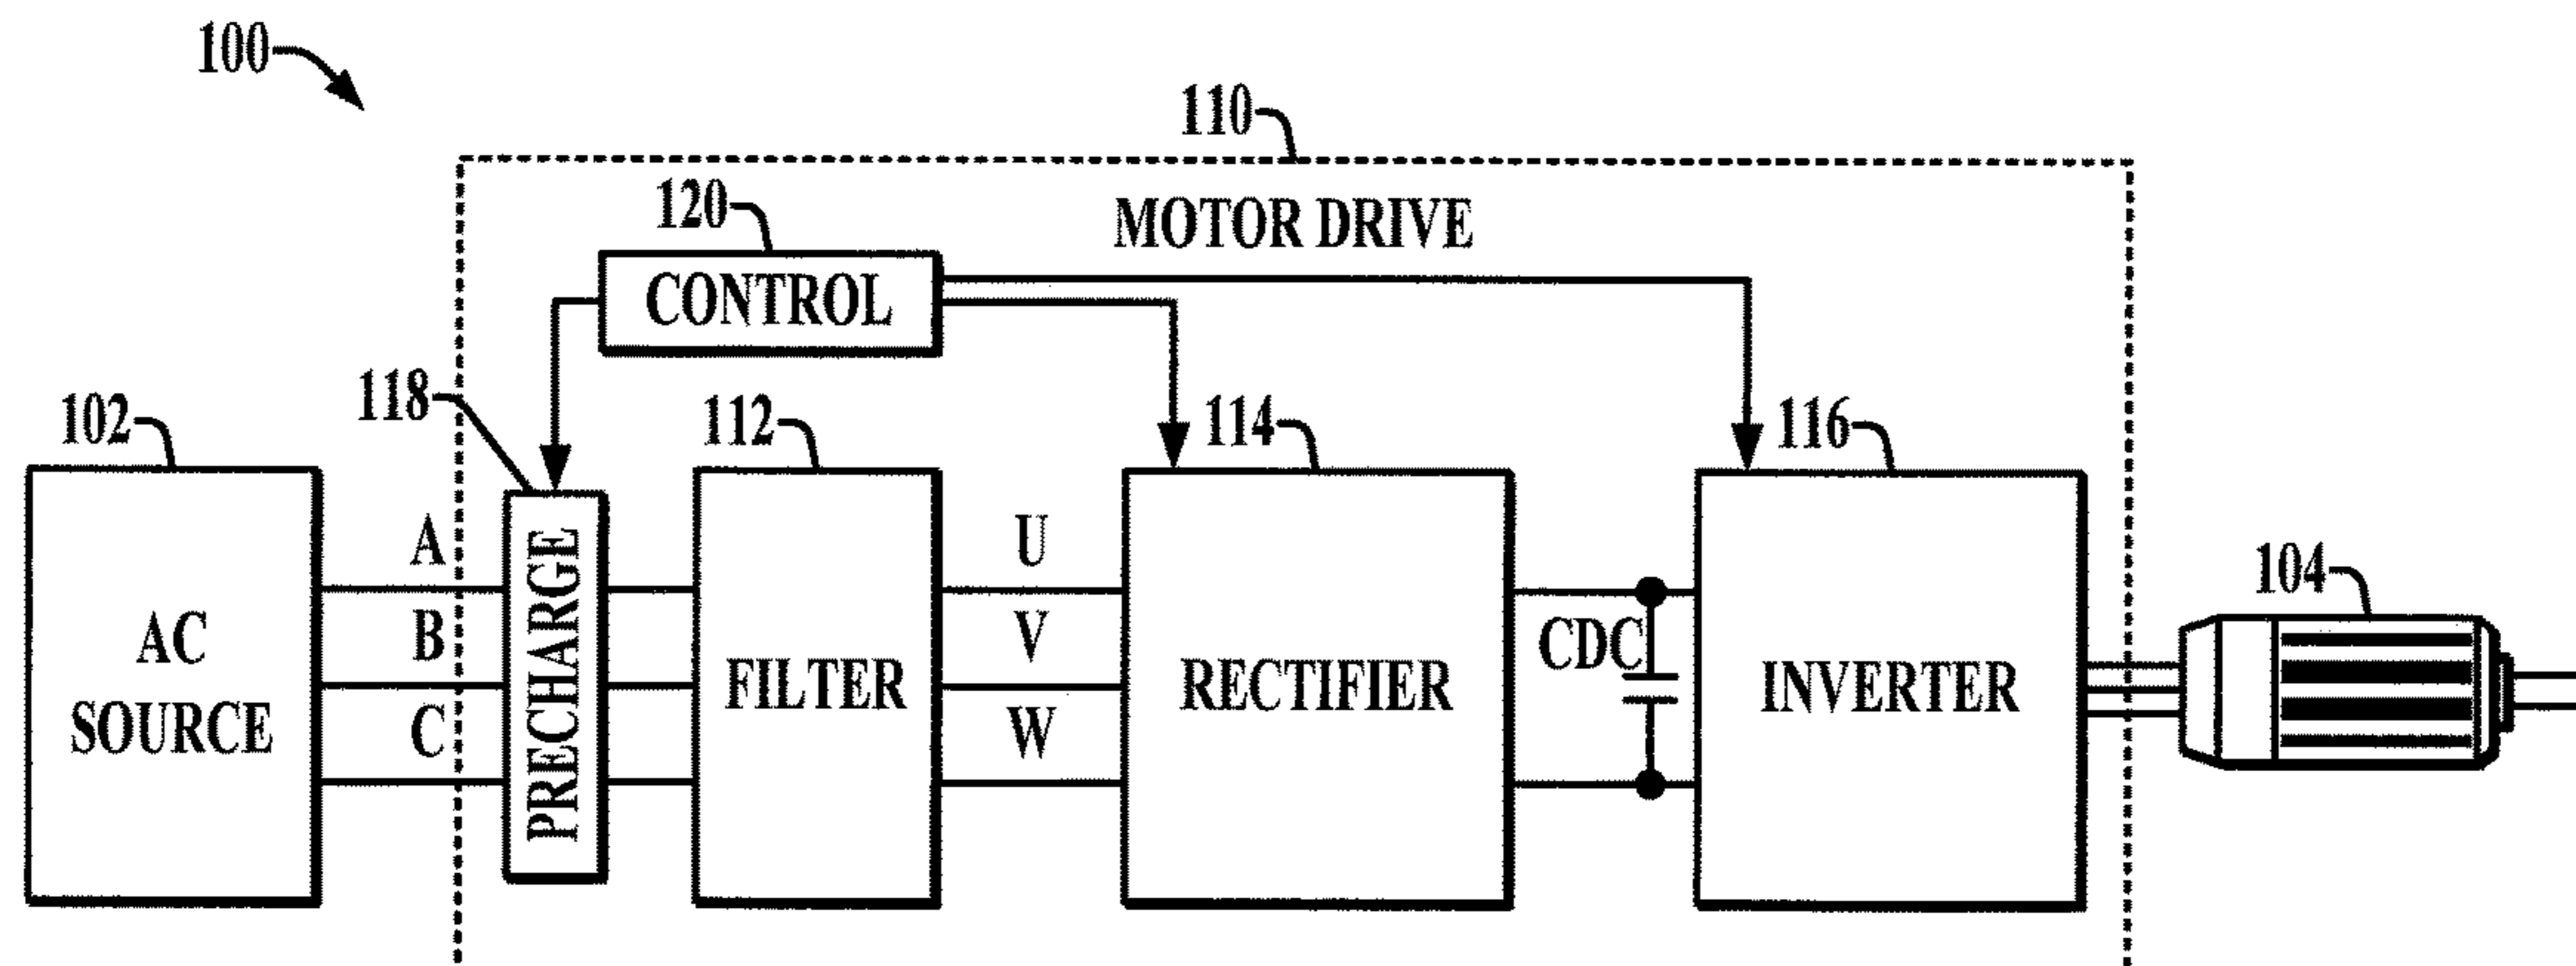 100
110
120
MOTOR DRIVE
CONTROL
118
102
112
114
116
A
U
104
B
V
AC
SOURCE
PRECHARGE
FILTER
RECTIFIER
CDC
INVERTER
C
W